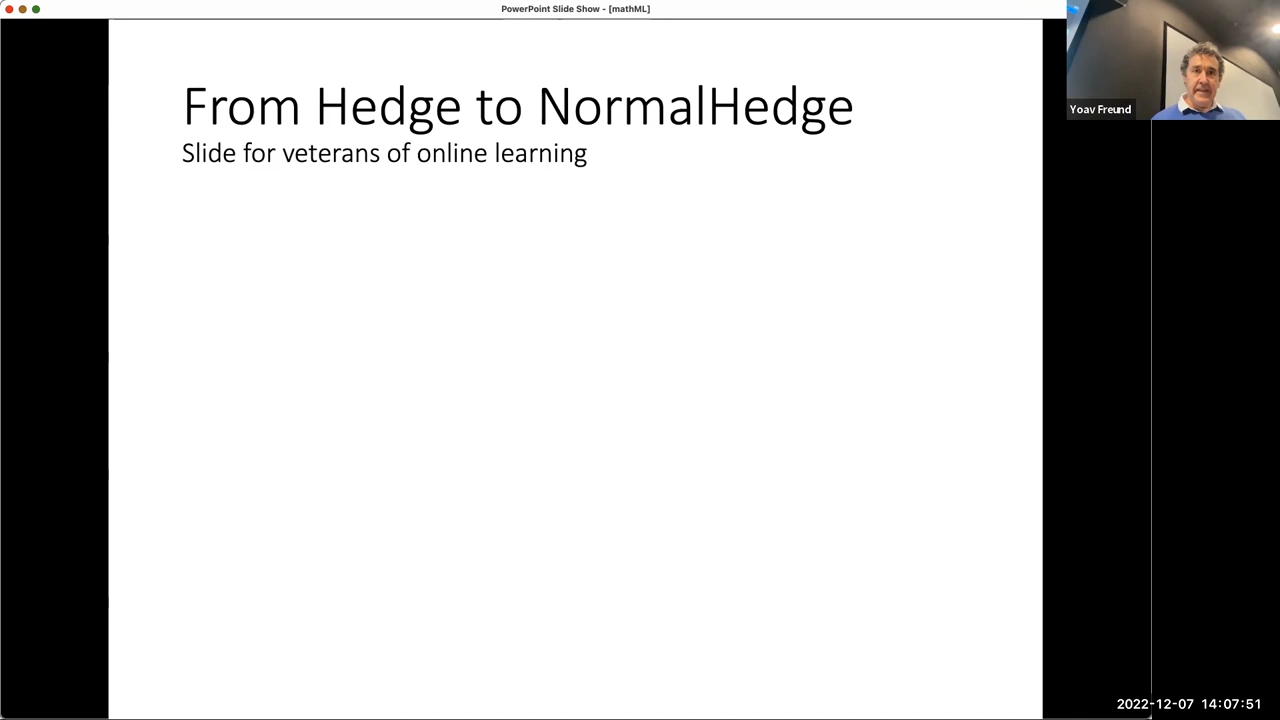 PowerPoint Slide Show - [mathML]
Yoav Freund
From Hedge to NormalHedge
Slide for veterans of online learning
2022-12-07 14:07:51